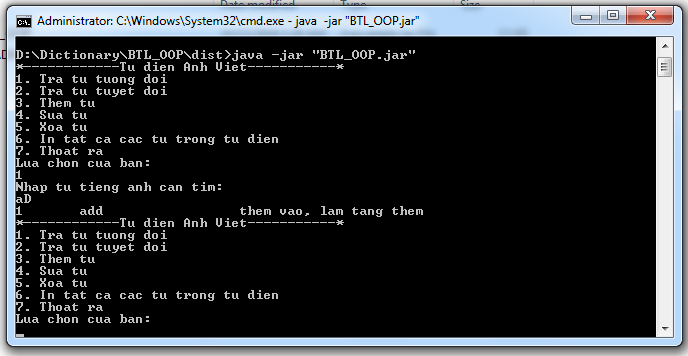 Administrator: C:\Windows\System32\cmd.exe - java  -jar "BTL_OOP.jar"
D:\Dictionary\BTL_OOP\dist>java -jar "BTL_OOP.jar"
*------------Tu dien Anh Viet-----------*
1. Tra tu tuong doi
2. Tra tu tuyet doi
3. Them tu
4. Sua tu
5. Xoa tu
6. In tat ca cac tu trong tu dien
7. Thoat ra
Lua chon cua ban:
1
Nhap tu tieng anh can tim:
aD
1       add                 them vao, lam tang them
*------------Tu dien Anh Viet-----------*
1. Tra tu tuong doi
2. Tra tu tuyet doi
3. Them tu
4. Sua tu
5. Xoa tu
6. In tat ca cac tu trong tu dien
7. Thoat ra
Lua chon cua ban: